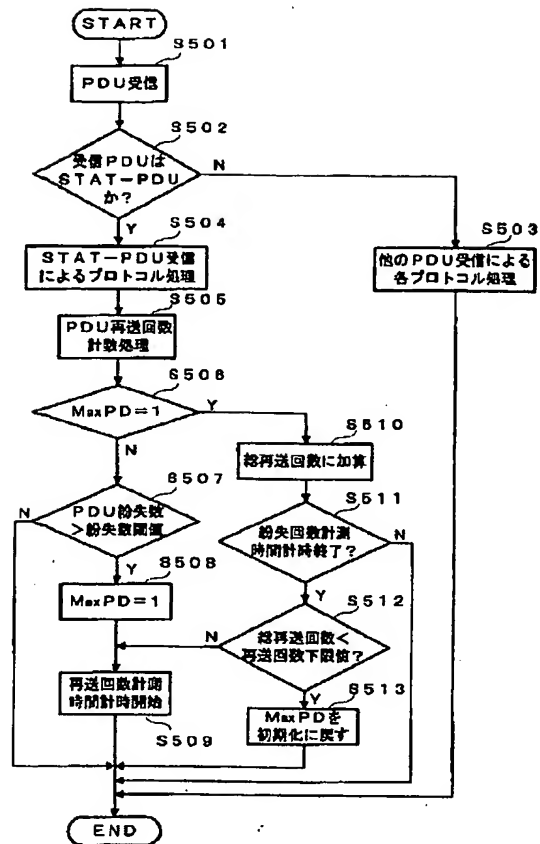 START
S501
PDU受信
S502
受信PDUは
STAT-PDU
か?
N
Y
S504
STAT-PDU受信
によるプロトコル処理
S503
他のPDU受信による
各プロトコル処理
S505
PDU再送回数
計数処理
S506
MaxPD=1
Y
N
S510
総再送回数に加算
S507
N
PDU紛失数
>紛失数閾値
Y
S511
紛失回数計測
時間計時終了?
N
Y
S508
MaxPD=1
S512
N
総再送回数<
再送回数下限値?
Y
再送回数計測
時間計時開始
S509
S513
MaxPDを
初期化に戻す
END